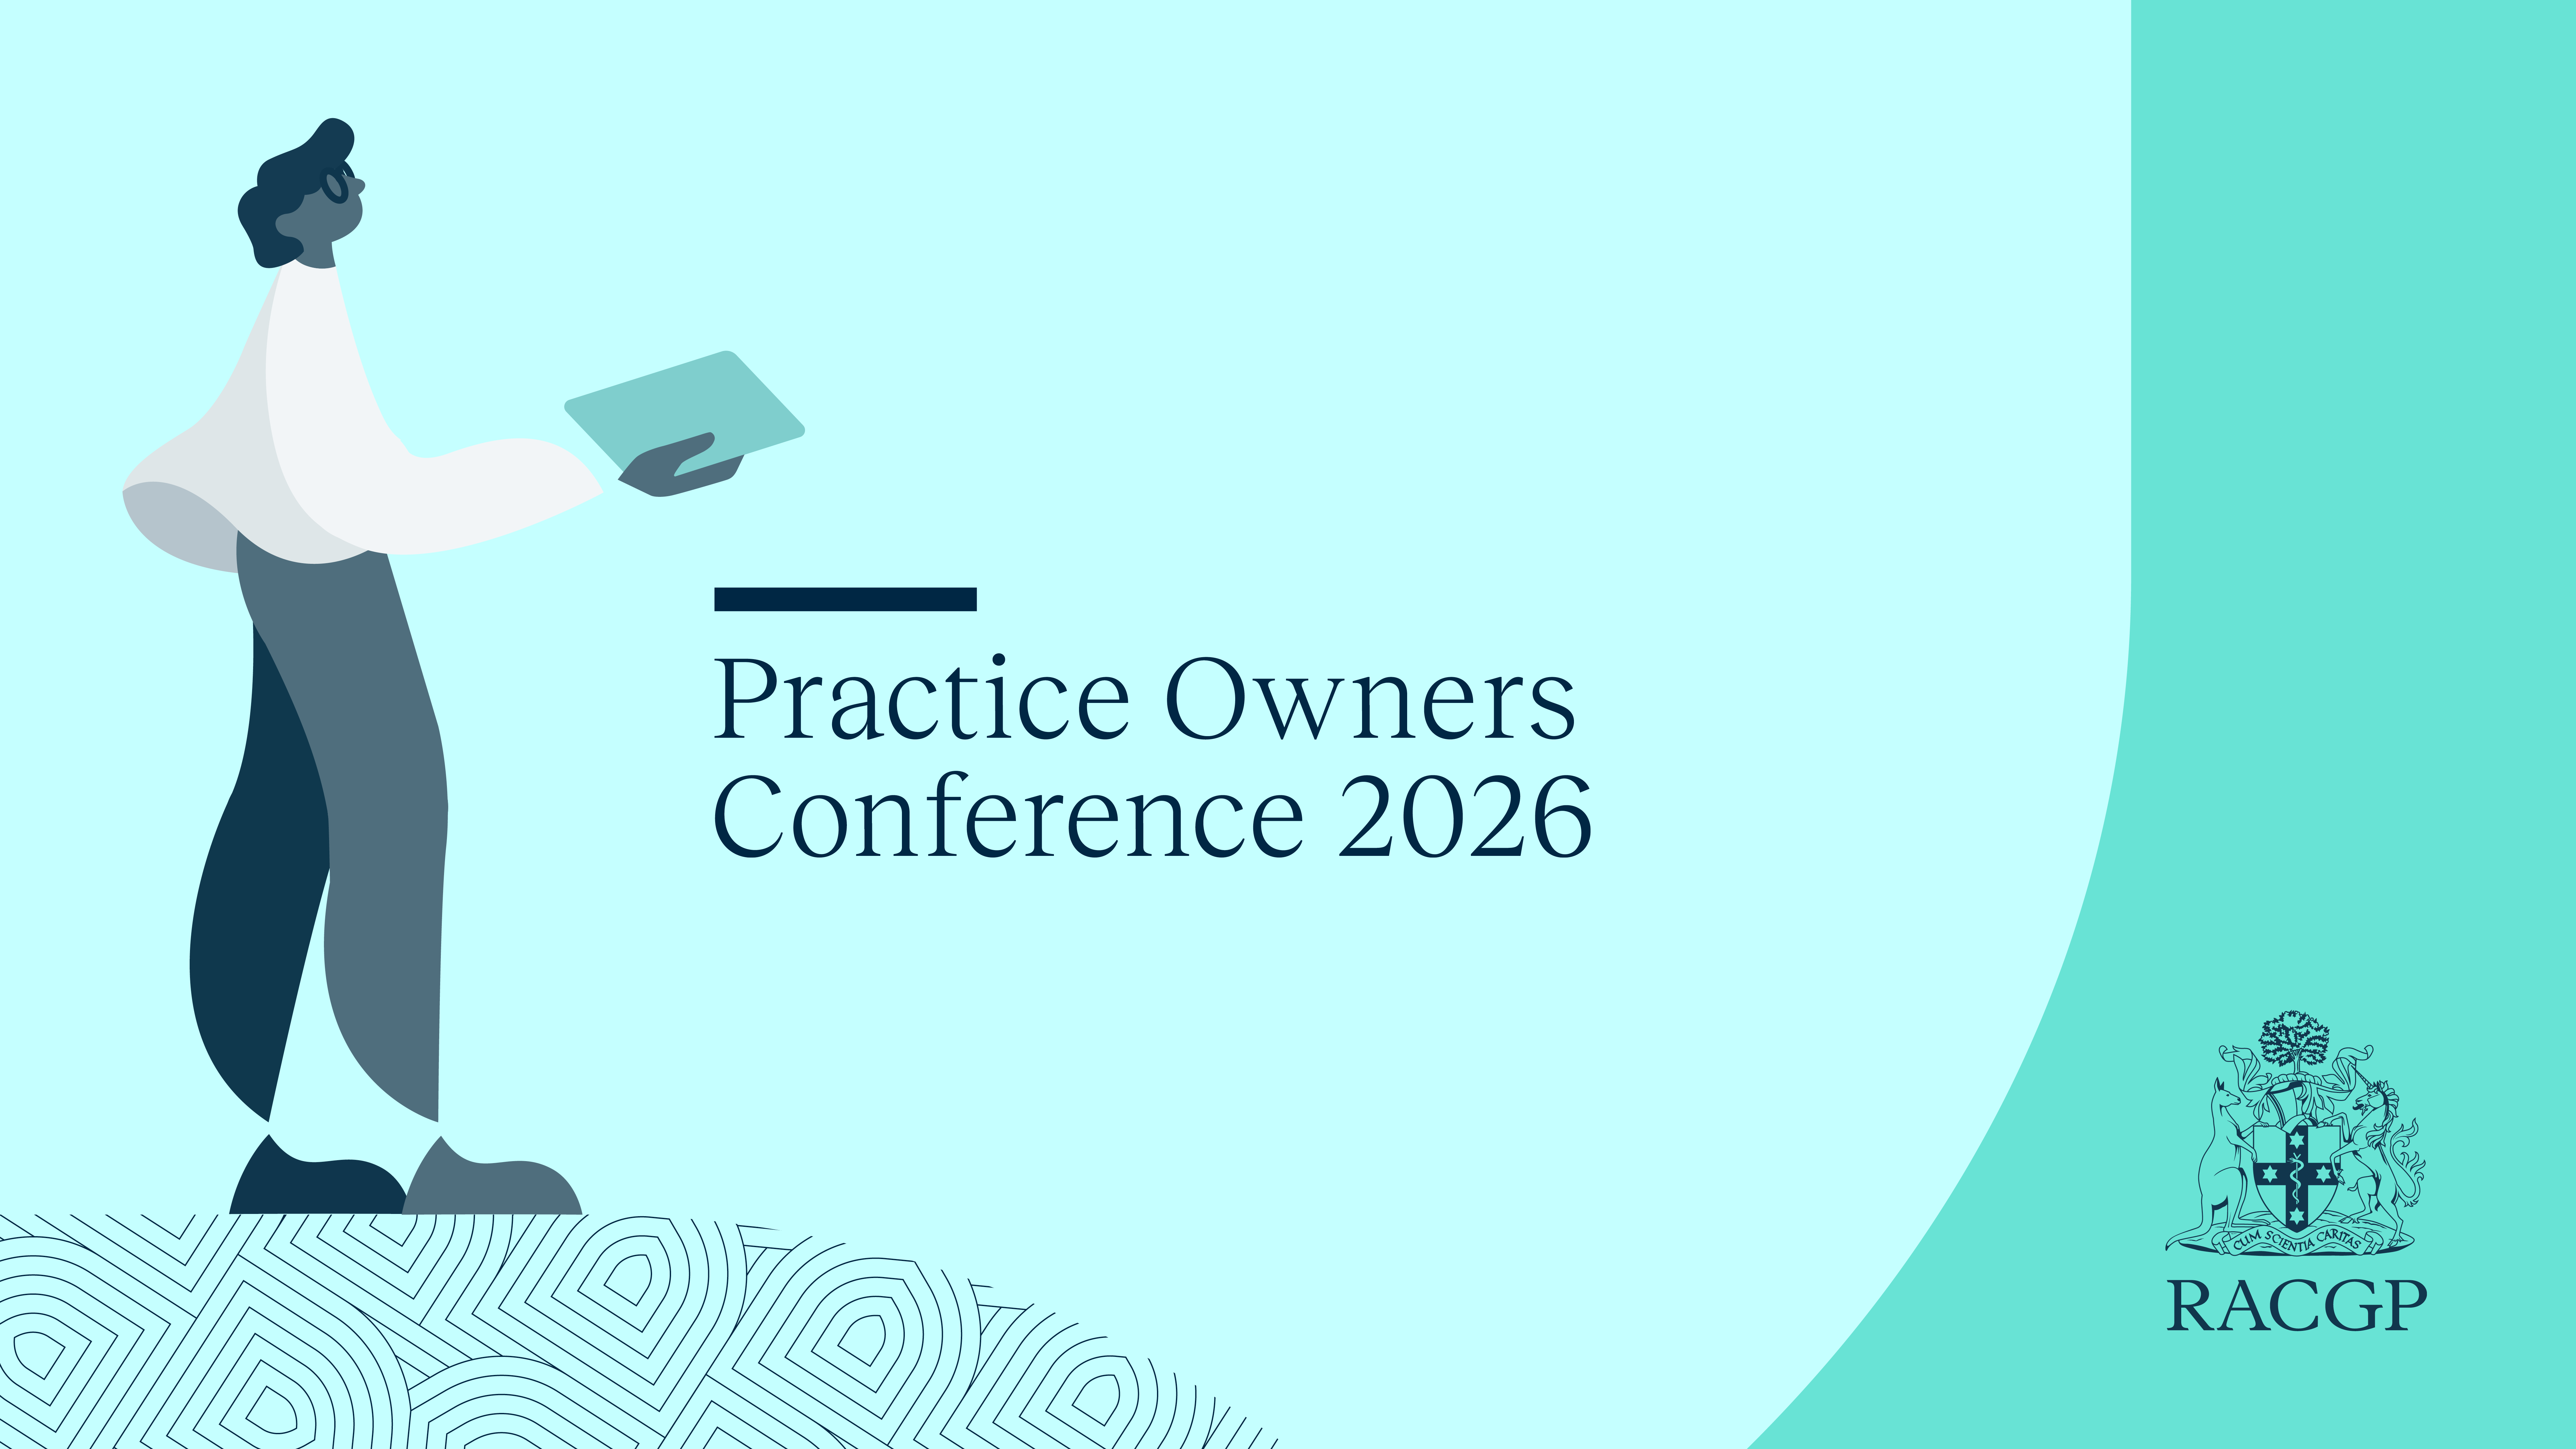 Practice Owners
Conference 2026
CUM SCIENTIA CARITAS
RACGP